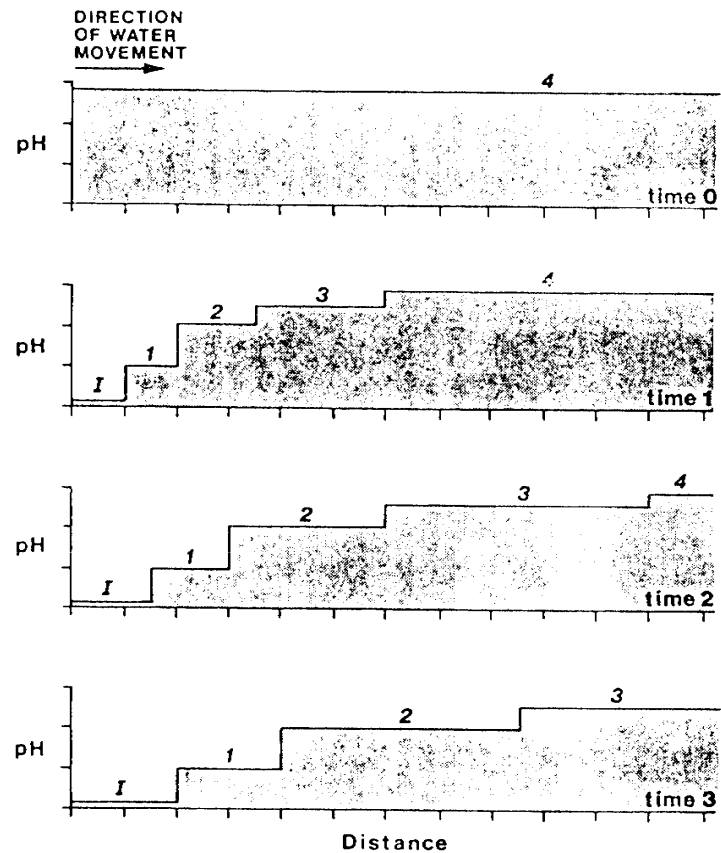 DIRECTION
OF WATER
MOVEMENT
4
pH
time 0
4
3
2
pH
1
I
time 1
4
3
2
pH
1
I
time 2
3
2
pH
1
I
time 3
Distance